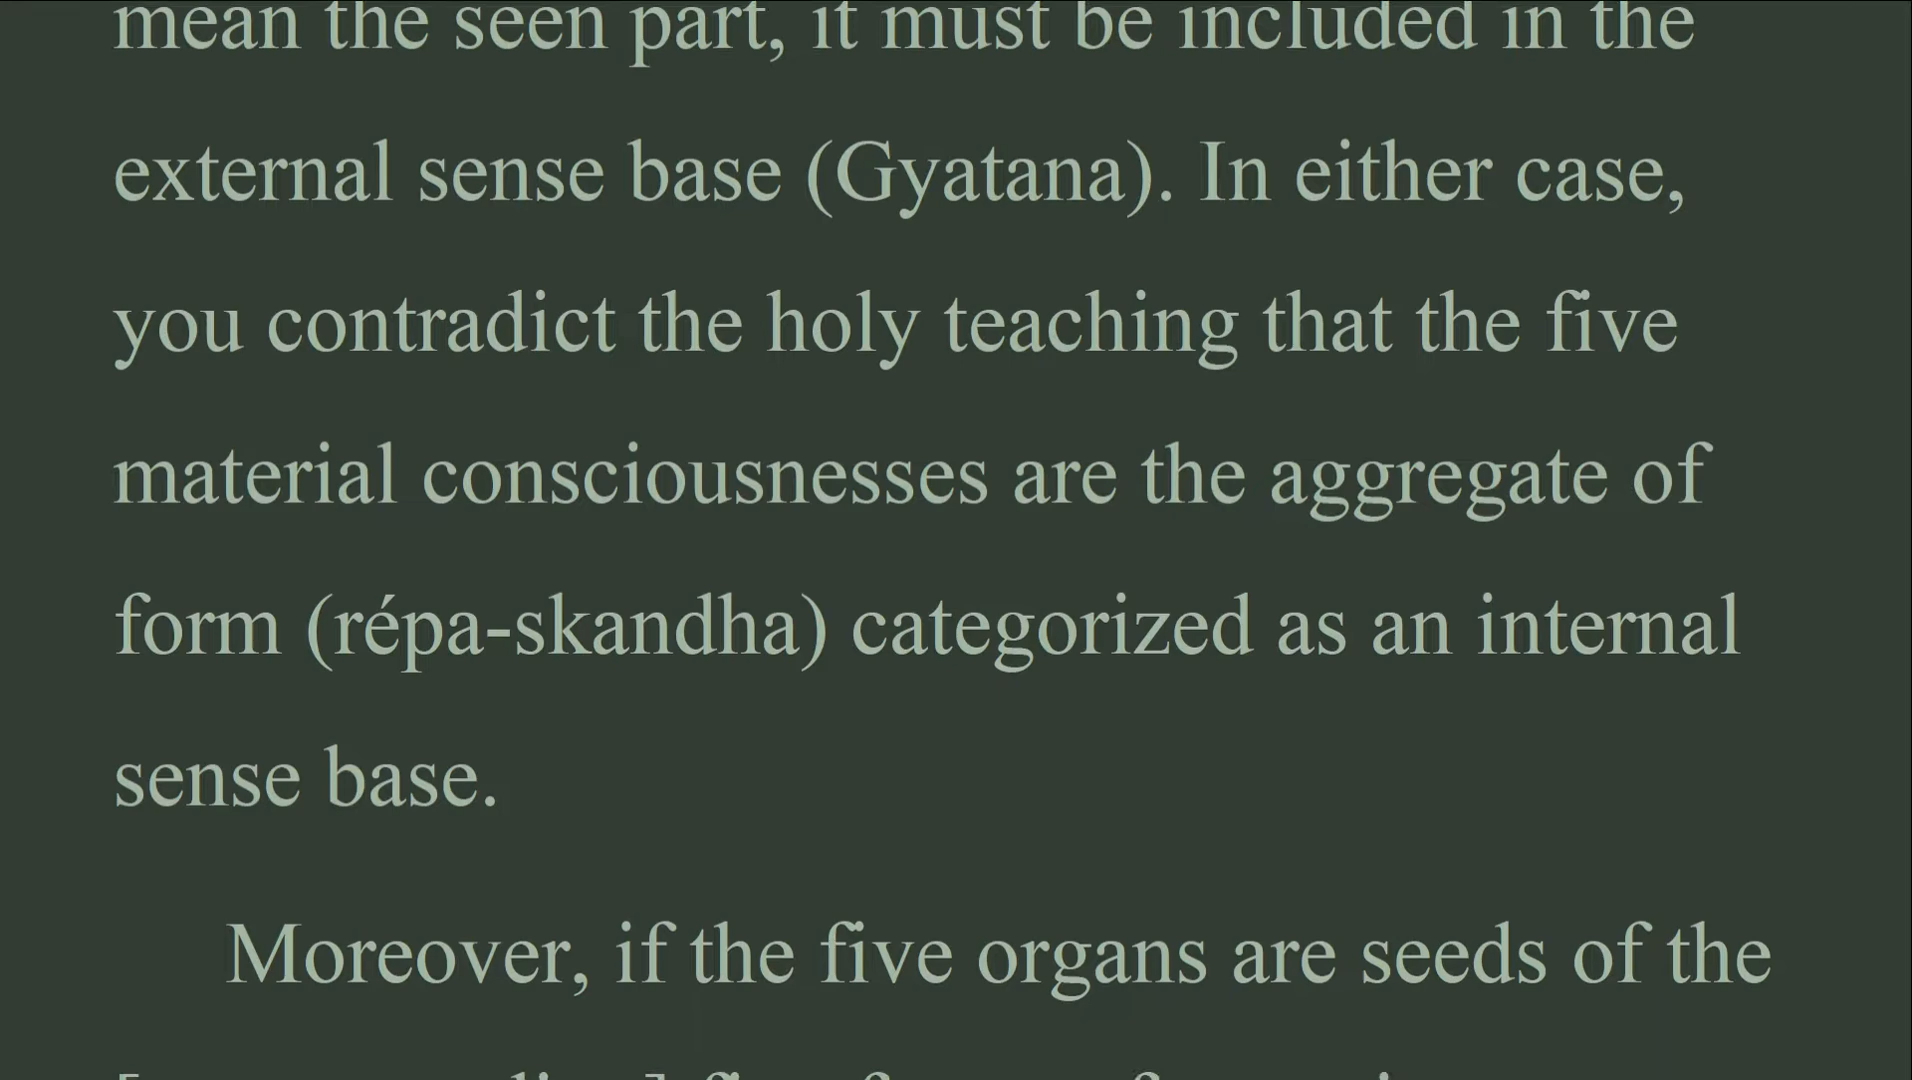 mean the seen part, it must be included in the
external sense base (Gyatana). In either case,
you contradict the holy teaching that the five
material consciousnesses are the aggregate of
form (répa-skandha) categorized as an internal
sense base.
Moreover, if the five organs are seeds of the